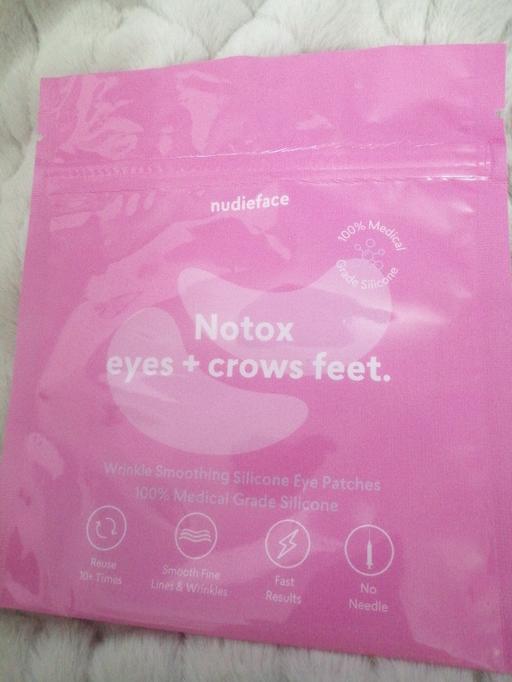 nudieface
100% Medical
Grade Silicone
Notox
eyes + crows feet.
Wrinkle Smoothing Silicone Eye Patches
100% Medical Grade Silicone
Reuse
10+ Times
Smooth Fine
Lines & Wrinkles
Fast
Results
No
Needle